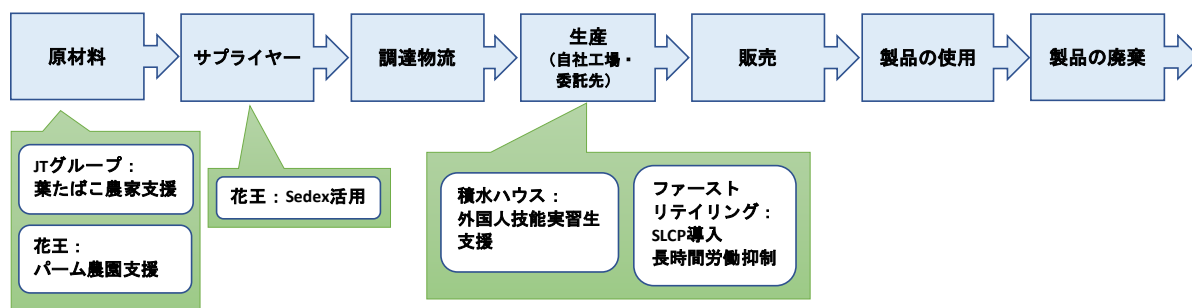 原材料
サプライヤー
調達物流
生産
（自社工場・
委託先）
販売
製品の使用
製品の廃棄
JTグループ：
葉たばこ農家支援
花王：
パーム農園支援
花王：Sedex活用
積水ハウス：
外国人技能実習生
支援
ファースト
リテイリング：
SLCP導入
長時間労働抑制